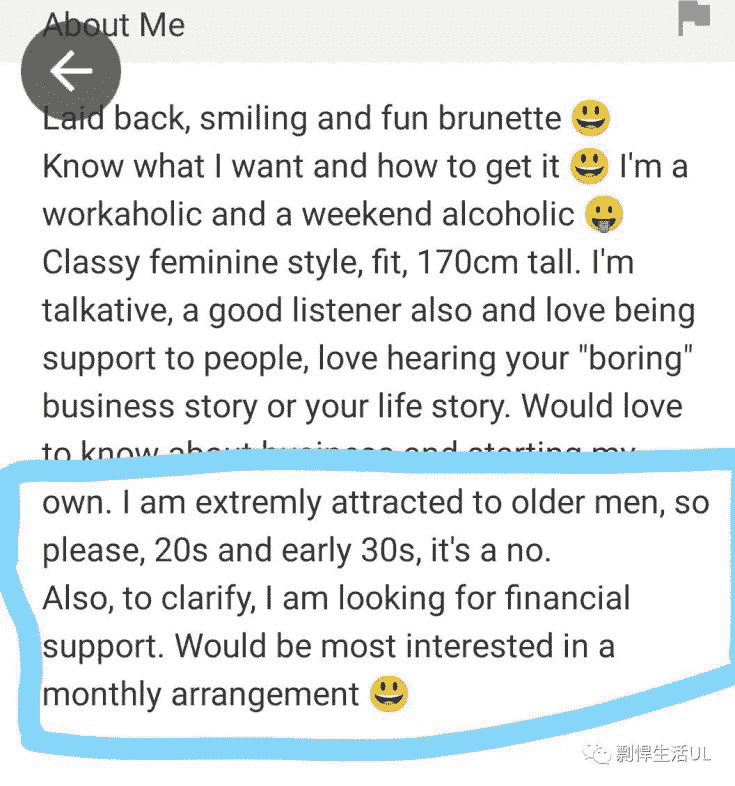 About Me
Laid back, smiling and fun brunette 😃
Know what I want and how to get it 😃 I'm a
workaholic and a weekend alcoholic 😛
Classy feminine style, fit, 170cm tall. I'm
talkative, a good listener also and love being
support to people, love hearing your "boring"
business story or your life story. Would love
to know about business and starting my
own. I am extremly attracted to older men, so
please, 20s and early 30s, it's a no.
Also, to clarify, I am looking for financial
support. Would be most interested in a
monthly arrangement 😃
剽悍生活UL